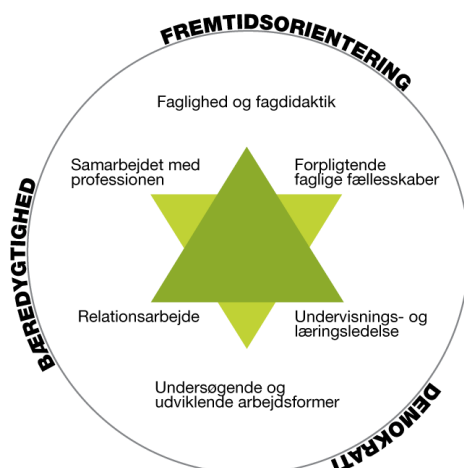 FREMTIDSORIENTERING
Faglighed og fagdidaktik
Samarbejdet med
professionen
Forpligtende
faglige fællesskaber
BÆREDYGTIGHED
Relationsarbejde
Undervisnings- og
læringsledelse
Undersøgende og
udviklende arbejdsformer
DEMOKRATI